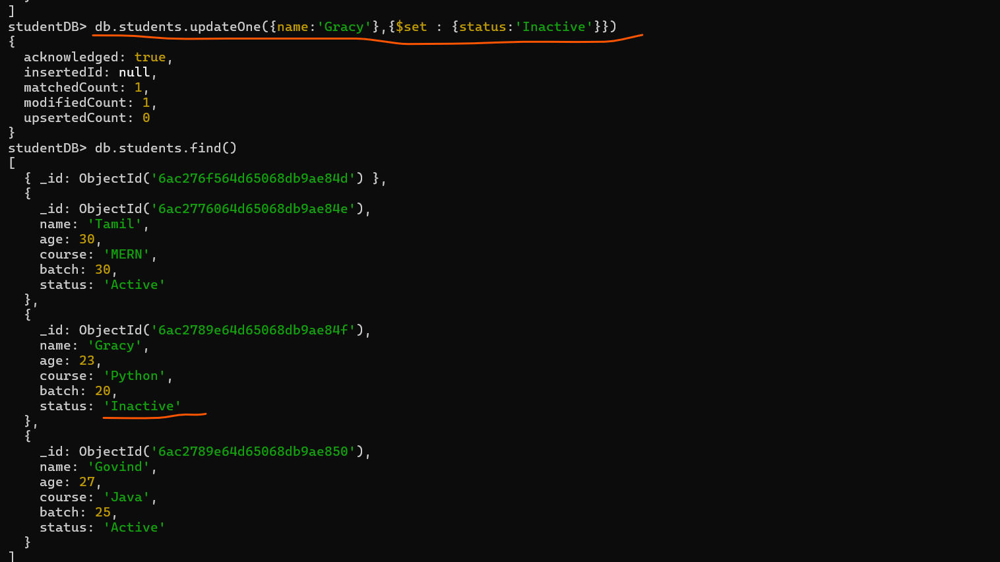 ]
studentDB> db.students.updateOne({name:'Gracy'},{$set : {status:'Inactive'}})
{
  acknowledged: true,
  insertedId: null,
  matchedCount: 1,
  modifiedCount: 1,
  upsertedCount: 0
}
studentDB> db.students.find()
[
  { _id: ObjectId('6ac276f564d65068db9ae84d') },
  {
    _id: ObjectId('6ac2776064d65068db9ae84e'),
    name: 'Tamil',
    age: 30,
    course: 'MERN',
    batch: 30,
    status: 'Active'
  },
  {
    _id: ObjectId('6ac2789e64d65068db9ae84f'),
    name: 'Gracy',
    age: 23,
    course: 'Python',
    batch: 20,
    status: 'Inactive'
  },
  {
    _id: ObjectId('6ac2789e64d65068db9ae850'),
    name: 'Govind',
    age: 27,
    course: 'Java',
    batch: 25,
    status: 'Active'
  }
]